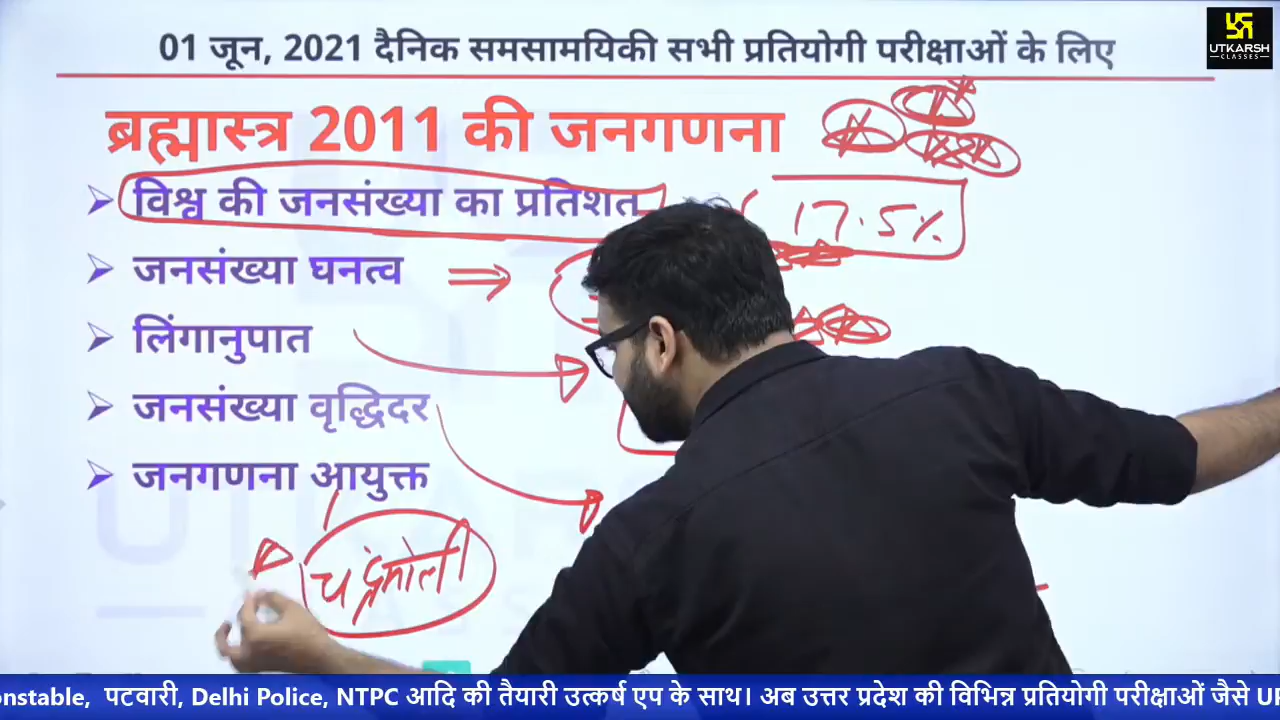 01 जून, 2021 दैनिक समसामयिकी सभी प्रतियोगी परीक्षाओं के लिए
UTKARSH
CLASSES
ब्रह्मास्त्र 2011 की जनगणना
विश्व की जनसंख्या का प्रतिशत
17.5%
जनसंख्या घनत्व
लिंगानुपात
जनसंख्या वृद्धिदर
जनगणना आयुक्त
चंद्रमोली
onstable, पटवारी, Delhi Police, NTPC आदि की तैयारी उत्कर्ष एप के साथ। अब उत्तर प्रदेश की विभिन्न प्रतियोगी परीक्षाओं जैसे UP